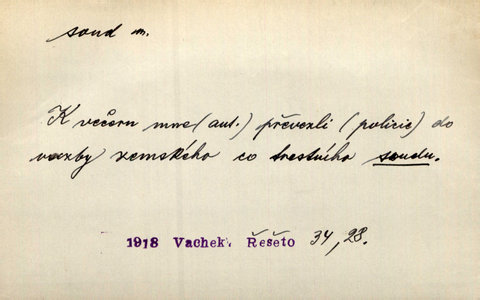 soud m.
K večeru mne (aut.) převezli (policie) do
vazby zemského co trestního soudu.
1918 Vachek, Řešeto 34, 28.